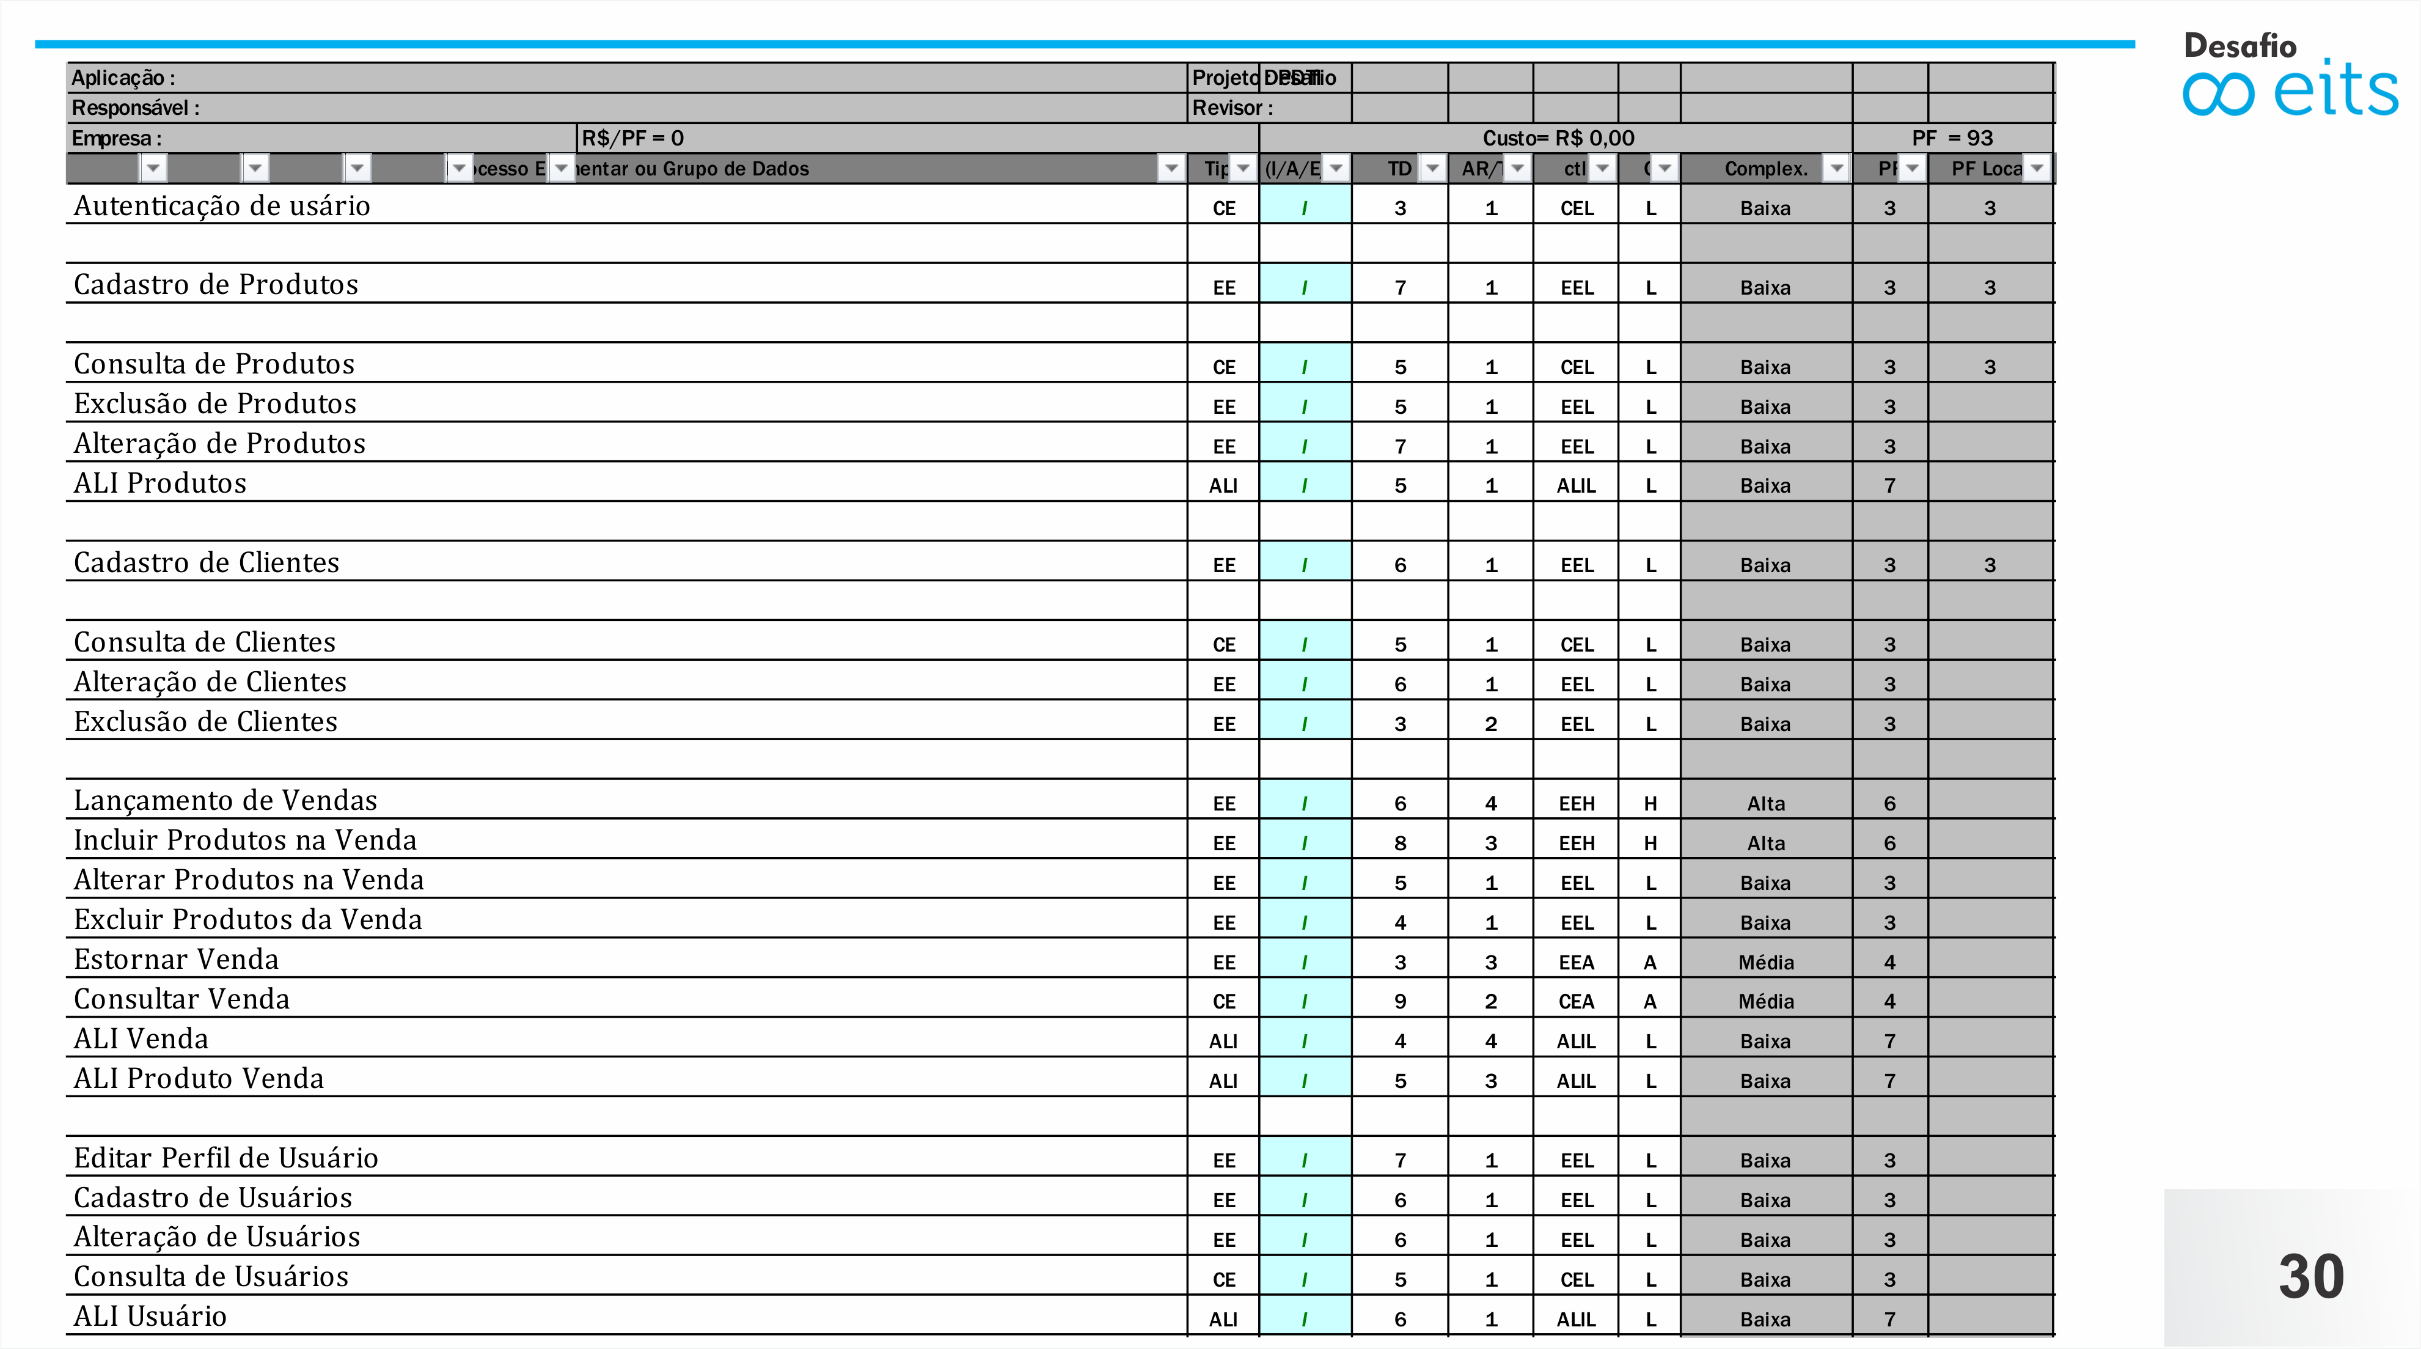 Desafio
eits
Aplicação : Projeto : Desafio
Responsável : Revisor :
Empresa : R$/PF = 0 Custo= R$ 0,00 PF = 93
ou Grupo de Dados (I/A/E TD Complex.
Autenticação de usário CE I 3 1 CEL L Baixa 3 3
Cadastro de Produtos EE I 7 1 EEL L Baixa 3 3
Consulta de Produtos CE I 5 1 CEL L Baixa 3 3
Exclusão de Produtos EE I 5 1 EEL L Baixa 3
Alteração de Produtos EE I 7 1 EEL L Baixa 3
ALI Produtos ALI I 5 1 ALIL L Baixa 7
Cadastro de Clientes EE I 6 1 EEL L Baixa 3 3
Consulta de Clientes CE I 5 1 CEL L Baixa 3
Alteração de Clientes EE I 6 1 EEL L Baixa 3
Exclusão de Clientes EE I 3 2 EEL L Baixa 3
Lançamento de Vendas EE I 6 4 EEH H Alta 6
Incluir Produtos na Venda EE I 8 3 EEH H Alta 6
Alterar Produtos na Venda EE I 5 1 EEL L Baixa 3
Excluir Produtos da Venda EE I 4 1 EEL L Baixa 3
Estornar Venda EE I 3 3 EEA A Média 4
Consultar Venda CE I 9 2 CEA A Média 4
ALI Venda ALI I 4 4 ALIL L Baixa 7
ALI Produto Venda ALI I 5 3 ALIL L Baixa 7
Editar Perfil de Usuário EE I 7 1 EEL L Baixa 3
Cadastro de Usuários EE I 6 1 EEL L Baixa 3
Alteração de Usuários EE I 6 1 EEL L Baixa 3
Consulta de Usuários CE I 5 1 CEL L Baixa 3
ALI Usuário ALI I 6 1 ALIL L Baixa 7
30